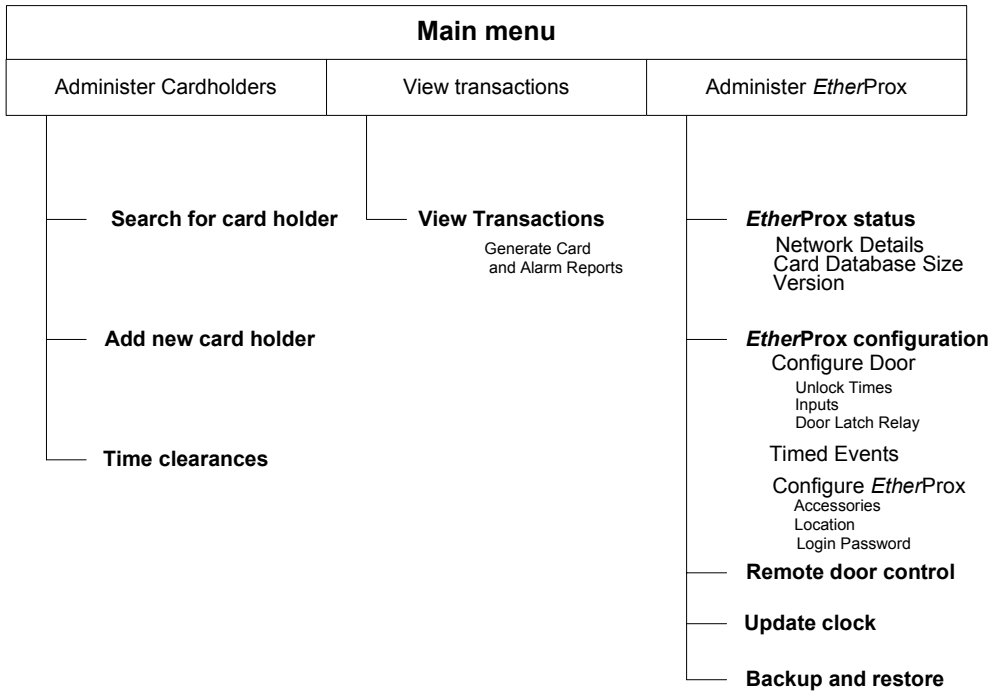 Main menu
Administer Cardholders
View transactions
Administer EtherProx
Search for card holder
Add new card holder
Time clearances
View Transactions
Generate Card
and Alarm Reports
EtherProx status
Network Details
Card Database Size
Version
EtherProx configuration
Configure Door
Unlock Times
Inputs
Door Latch Relay
Timed Events
Configure EtherProx
Accessories
Location
Login Password
Remote door control
Update clock
Backup and restore